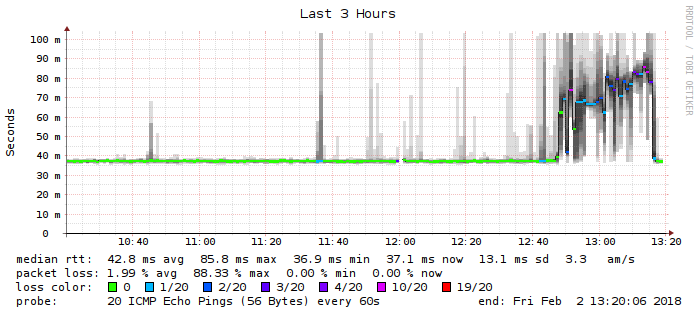 Last 3 Hours
RRDTOOL / TOBI OETIKER
Seconds
100 m
90 m
80 m
70 m
60 m
50 m
40 m
30 m
20 m
10 m
0
10:40 11:00 11:20 11:40 12:00 12:20 12:40 13:00 13:20
median rtt: 42.8 ms avg 85.8 ms max 36.9 ms min 37.1 ms now 13.1 ms sd 3.3 am/s
packet loss: 1.99 % avg 88.33 % max 0.00 % min 0.00 % now
loss color: 0 1/20 2/20 3/20 4/20 10/20 19/20
probe: 20 ICMP Echo Pings (56 Bytes) every 60s end: Fri Feb 2 13:20:06 2018